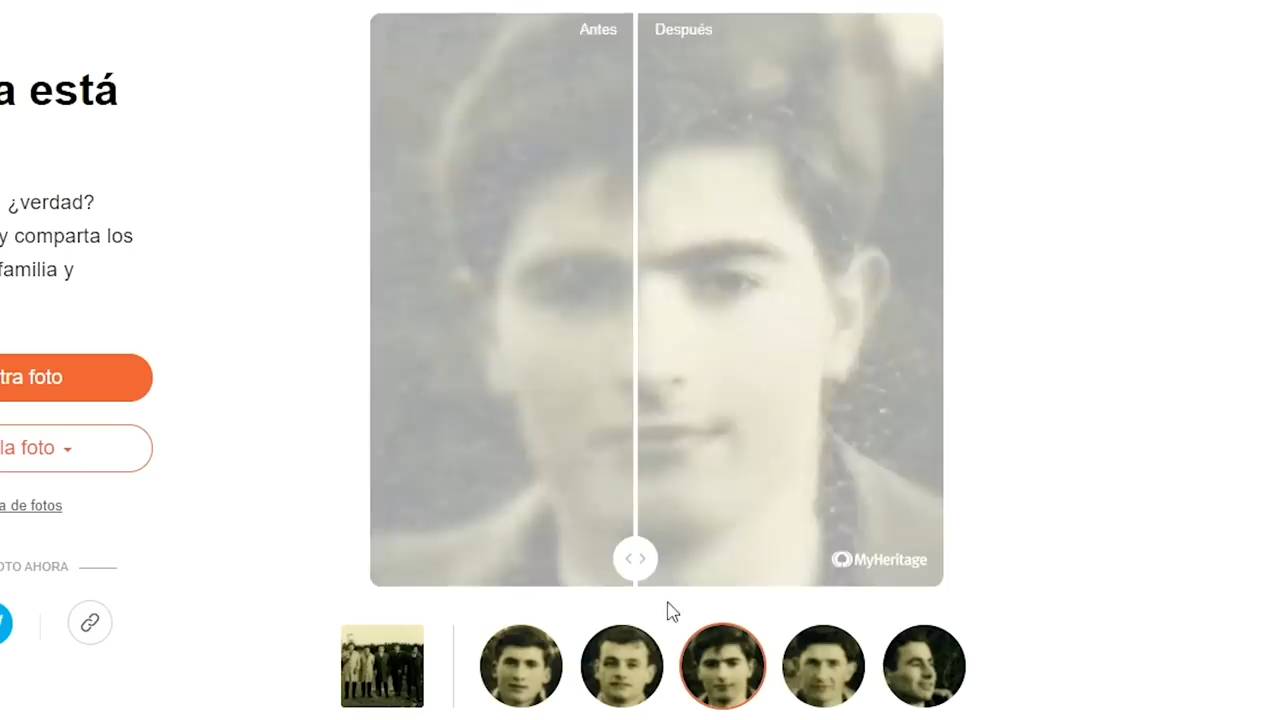 Antes
Después
a está
¿verdad?
y comparta los
familia y
tra foto
la foto
a de fotos
OTO AHORA
MyHeritage